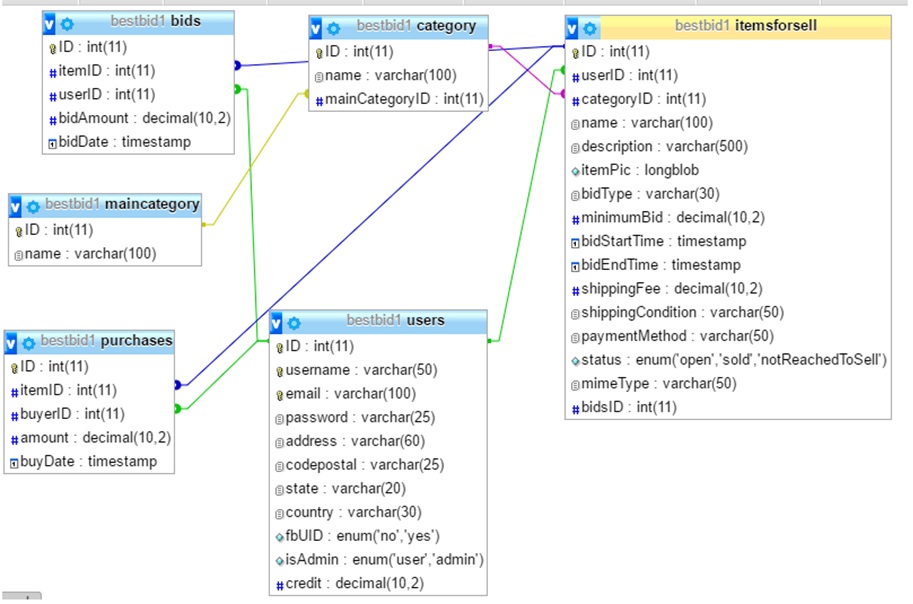 bestbid1 bids
ID : int(11)
itemID : int(11)
userID : int(11)
bidAmount : decimal(10,2)
bidDate : timestamp
bestbid1 category
ID : int(11)
name : varchar(100)
mainCategoryID : int(11)
bestbid1 itemsforsell
ID : int(11)
userID : int(11)
categoryID : int(11)
name : varchar(100)
description : varchar(500)
itemPic : longblob
bidType : varchar(30)
minimumBid : decimal(10,2)
bidStartTime : timestamp
bidEndTime : timestamp
shippingFee : decimal(10,2)
shippingCondition : varchar(50)
paymentMethod : varchar(50)
status : enum('open','sold','notReachedToSell')
mimeType : varchar(50)
bidsID : int(11)
bestbid1 maincategory
ID : int(11)
name : varchar(100)
bestbid1 purchases
ID : int(11)
itemID : int(11)
buyerID : int(11)
amount : decimal(10,2)
buyDate : timestamp
bestbid1 users
ID : int(11)
username : varchar(50)
email : varchar(100)
password : varchar(25)
address : varchar(60)
codepostal : varchar(25)
state : varchar(20)
country : varchar(30)
fbUID : enum('no','yes')
isAdmin : enum('user','admin')
credit : decimal(10,2)